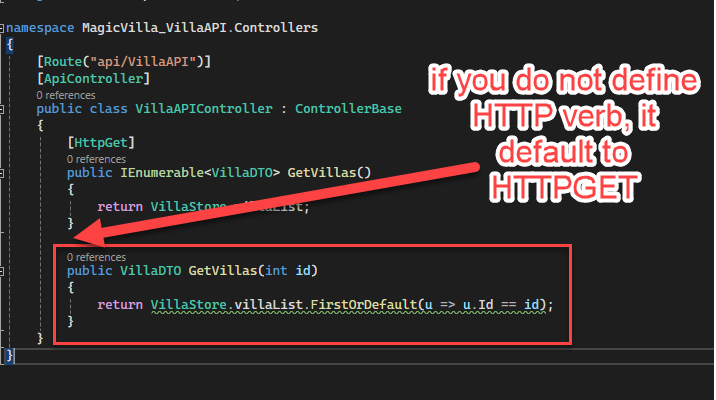 namespace MagicVilla_VillaAPI.Controllers
{
[Route("api/VillaAPI")]
[ApiController]
0 references
public class VillaAPIController : ControllerBase
{
[HttpGet]
0 references
public IEnumerable<VillaDTO> GetVillas()
{
return VillaStore.
List;
}
0 references
public VillaDTO GetVillas(int id)
{
return VillaStore.villaList.FirstOrDefault(u => u.Id == id);
}
}
}
if you do not define
HTTP verb, it
default to
HTTPGET